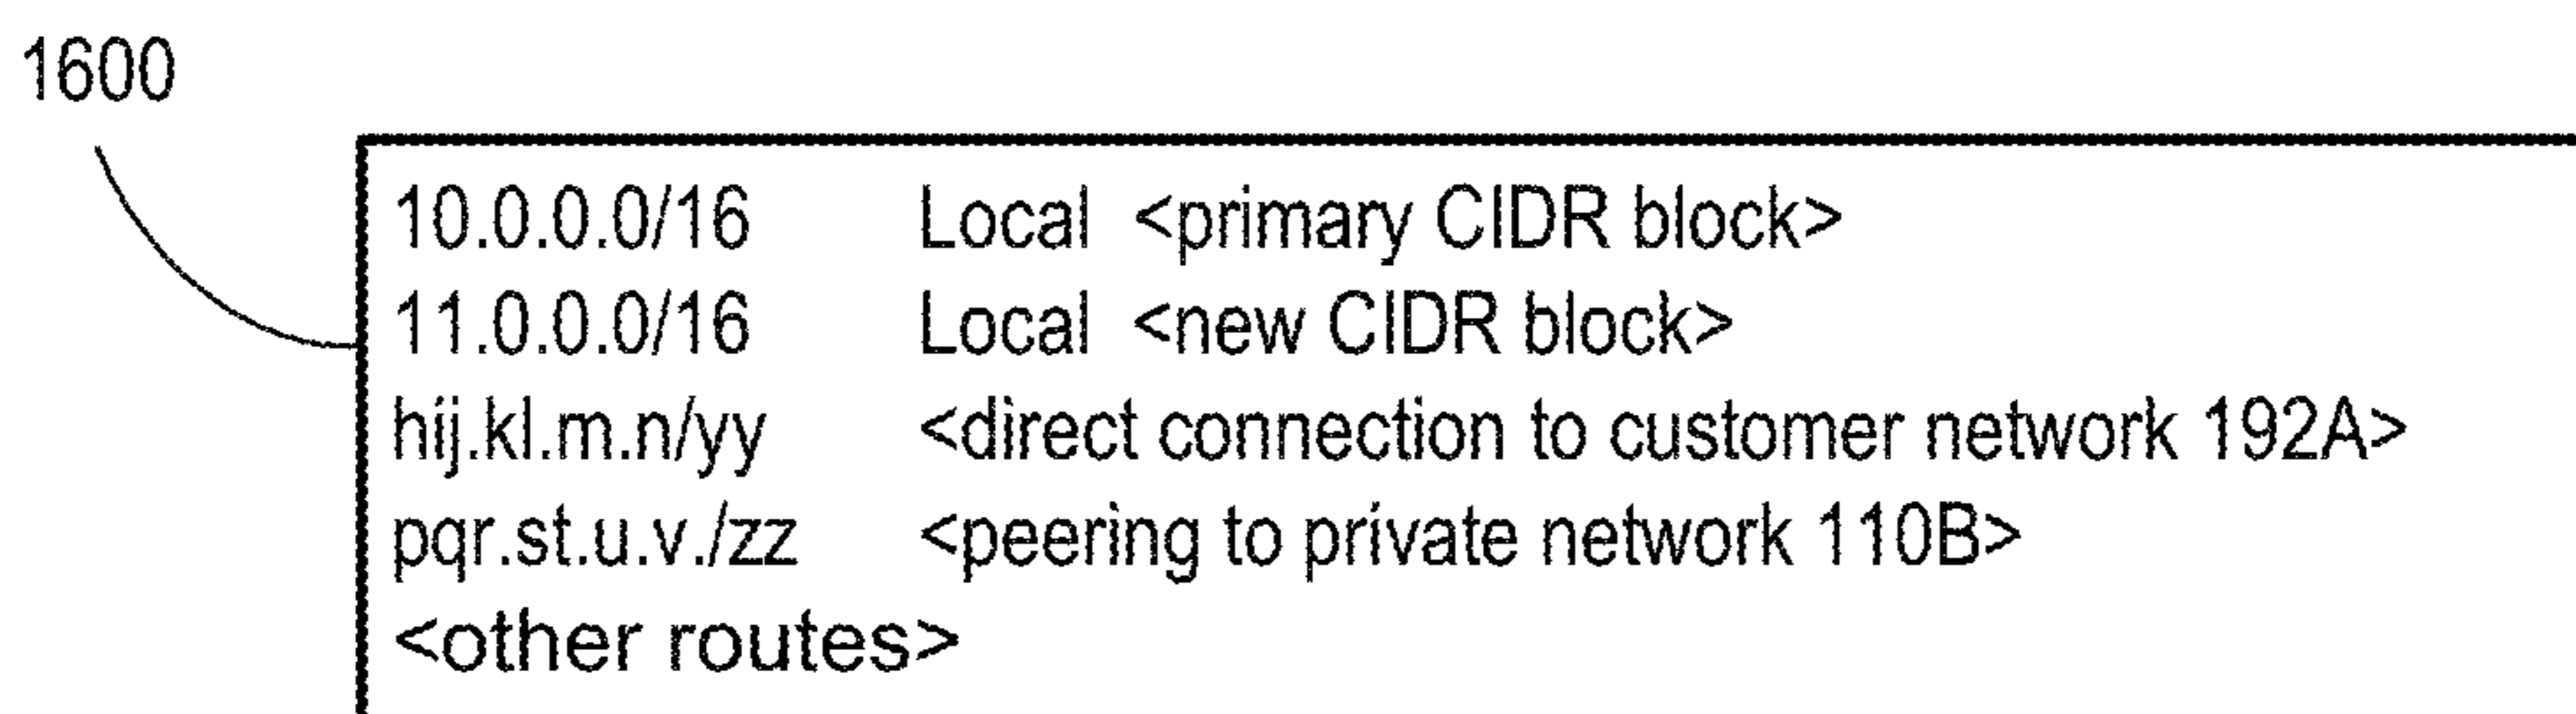 1600
10.0.0.0/16 Local <primary CIDR block>
11.0.0.0/16 Local <new CIDR block>
hij.kl.m.n/yy <direct connection to customer network 192A>
pqr.st.u.v./zz <peering to private network 110B>
<other routes>